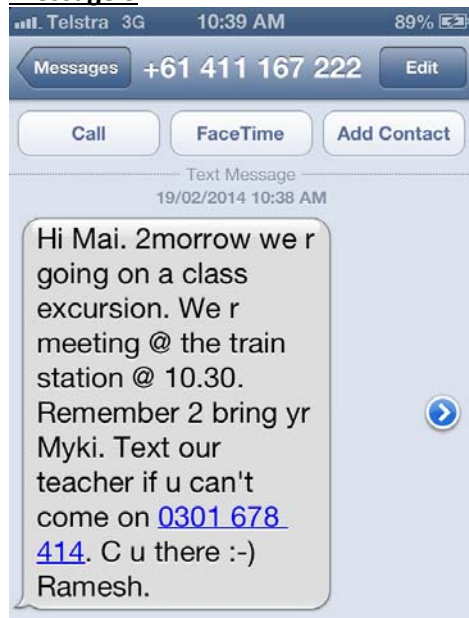 Telstra 3G 10:39 AM 89%
Messages +61 411 167 222 Edit
Call FaceTime Add Contact
Text Message
19/02/2014 10:38 AM
Hi Mai. 2morrow we r
going on a class
excursion. We r
meeting @ the train
station @ 10.30.
Remember 2 bring yr
Myki. Text our
teacher if u can't
come on 0301 678
414. C u there :-)
Ramesh.